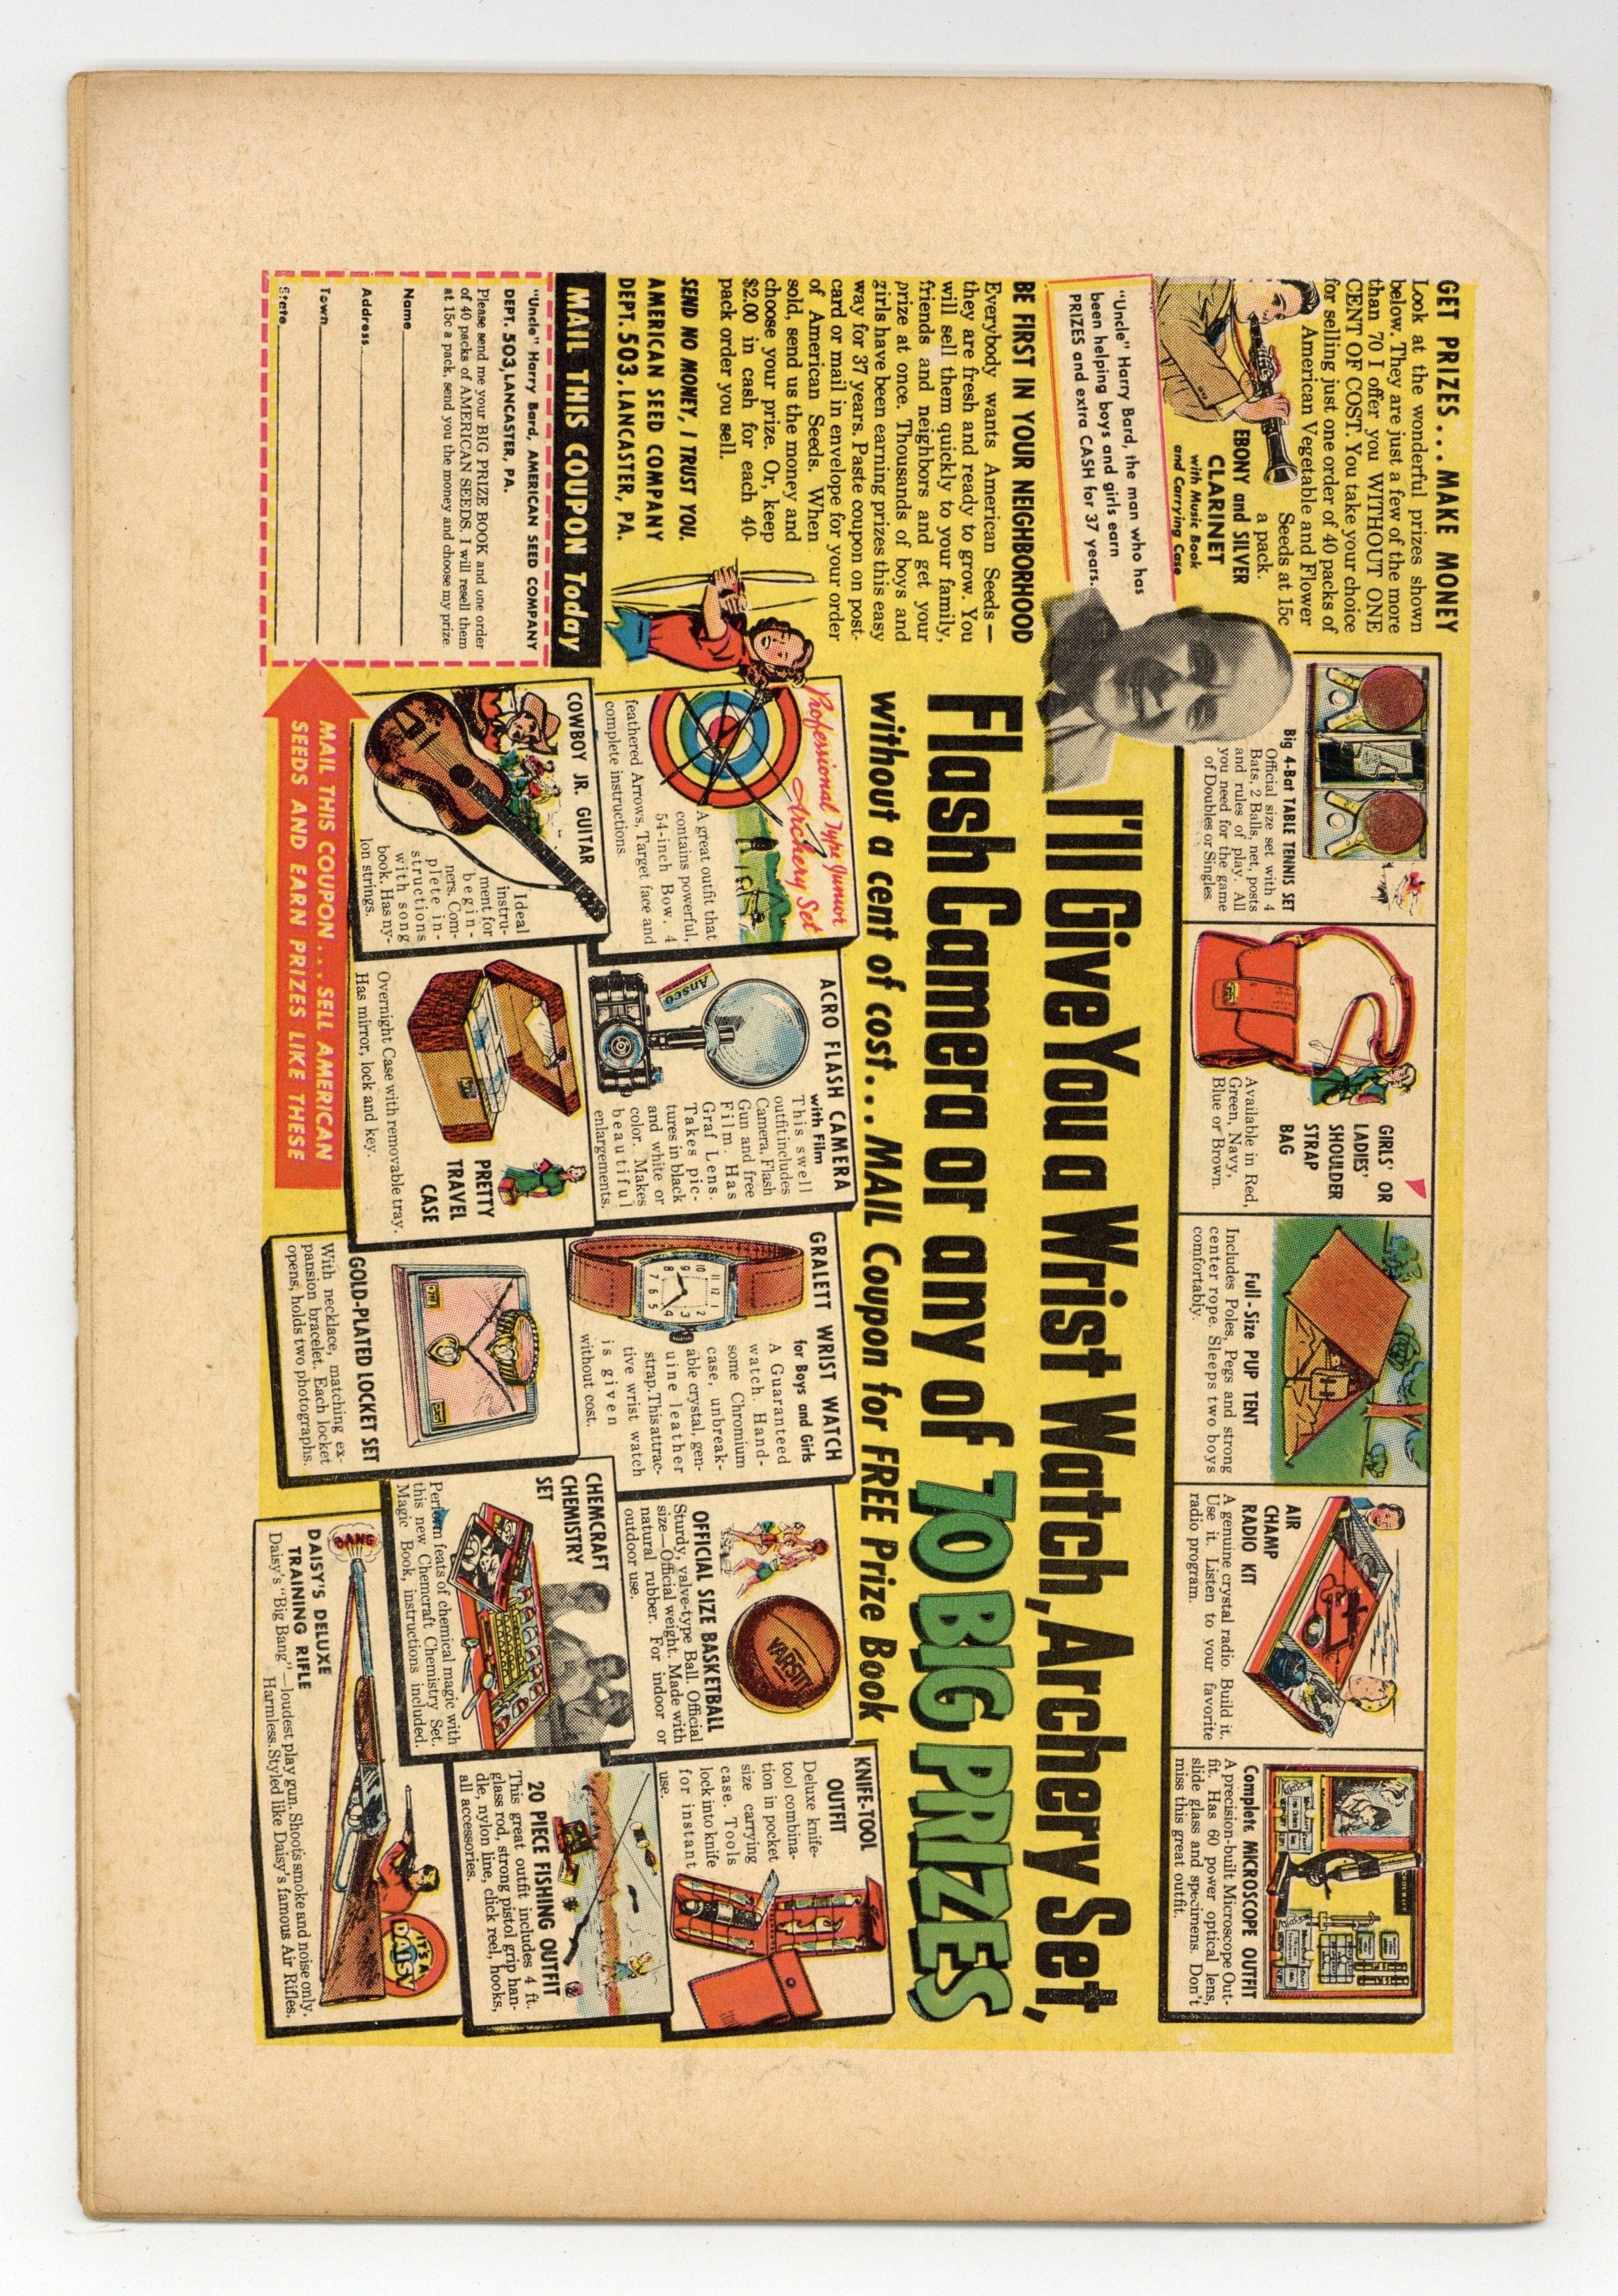 GET PRIZES... MAKE MONEY
Look at the wonderful prizes shown
below. They are just a few of the more
than 70 I offer you WITHOUT ONE
CENT OF COST. You take your choice
for selling just one order of 40 packs of
American Vegetable and Flower
Seeds at 15c
a pack.
EBONY and SILVER
CLARINET
with Music Book
and Carrying Case
"Uncle" Harry Bard, the man who has
been helping boys and girls earn
PRIZES and extra CASH for 37 years.
BE FIRST IN YOUR NEIGHBORHOOD
Everybody wants American Seeds —
they are fresh and ready to grow. You
will sell them quickly to your family,
friends and neighbors and get your
prize at once. Thousands of boys and
girls have been earning prizes this easy
way for 37 years. Paste coupon on post-
card or mail in envelope for your order
of American Seeds. When
sold, send us the money and
choose your prize. Or, keep
$2.00 in cash for each 40-
pack order you sell.
SEND NO MONEY, I TRUST YOU.
AMERICAN SEED COMPANY
DEPT. 503, LANCASTER, PA.
MAIL THIS COUPON Today
"Uncle" Harry Bard, AMERICAN SEED COMPANY
DEPT. 503, LANCASTER, PA.
Please send me your BIG PRIZE BOOK and one order
of 40 packs of AMERICAN SEEDS. I will resell them
at 15c a pack, send you the money and choose my prize.
Name
Address
Town
State
Big 4-Bat TABLE TENNIS SET
Official size set with 4
Bats, 2 Balls, net, posts
and rules of play. All
you need for the game
of Doubles or Singles.
GIRLS' OR
LADIES'
SHOULDER
STRAP
BAG
Available in Red,
Green, Navy,
Blue or Brown.
Full-Size PUP TENT
Includes Poles, Pegs and strong
center rope. Sleeps two boys
comfortably.
AIR
CHAMP
RADIO KIT
A genuine crystal radio. Build it.
Use it. Listen to your favorite
radio program.
Complete MICROSCOPE OUTFIT
A precision-built Microscope Out-
fit. Has 60 power optical lens,
slide glass and specimens. Don't
miss this great outfit.
I'll Give You a Wrist Watch, Archery Set,
Flash Camera or any of 70 BIG PRIZES
without a cent of cost... MAIL Coupon for FREE Prize Book
Professional Type Junior
Archery Set
A great outfit that
contains powerful,
54-inch Bow, 4
feathered Arrows, Target face and
complete instructions.
ACRO FLASH CAMERA
with Film
Ansco
This swell
outfit includes
Camera, Flash
Gun and free
Film. Has
Graf Lens.
Takes pic-
tures in black
and white or
color. Makes
beautiful
enlargements.
GRALETT WRIST WATCH
for Boys and Girls
A Guaranteed
watch. Hand-
some Chromium
case, unbreak-
able crystal, gen-
uine leather
strap. This attrac-
tive wrist watch
is given
without cost.
VARSITY
OFFICIAL SIZE BASKETBALL
Sturdy, valve-type Ball. Official
size—Official weight. Made with
natural rubber. For indoor or
outdoor use.
KNIFE-TOOL
OUTFIT
Deluxe knife-
tool combina-
tion in pocket
size carrying
case. Tools
lock into knife
for instant
use.
COWBOY JR. GUITAR
Ideal
instru-
ment for
begin-
ners. Com-
plete in-
structions
with song
book. Has ny-
lon strings.
PRETTY
TRAVEL
CASE
Overnight Case with removable tray.
Has mirror, lock and key.
GOLD-PLATED LOCKET SET
With necklace, matching ex-
pansion bracelet. Each locket
opens, holds two photographs.
CHEMCRAFT
CHEMISTRY
SET
Perform feats of chemical magic with
this new Chemcraft Chemistry Set.
Magic Book, instructions included.
20 PIECE FISHING OUTFIT
This great outfit includes 4 ft.
glass rod, strong pistol grip han-
dle, nylon line, click reel, hooks,
all accessories.
BANG
IT'S A
DAISY
DAISY'S DELUXE
TRAINING RIFLE
Daisy's "Big Bang"—loudest play gun. Shoots smoke and noise only.
Harmless. Styled like Daisy's famous Air Rifles.
MAIL THIS COUPON... SELL AMERICAN
SEEDS AND EARN PRIZES LIKE THESE